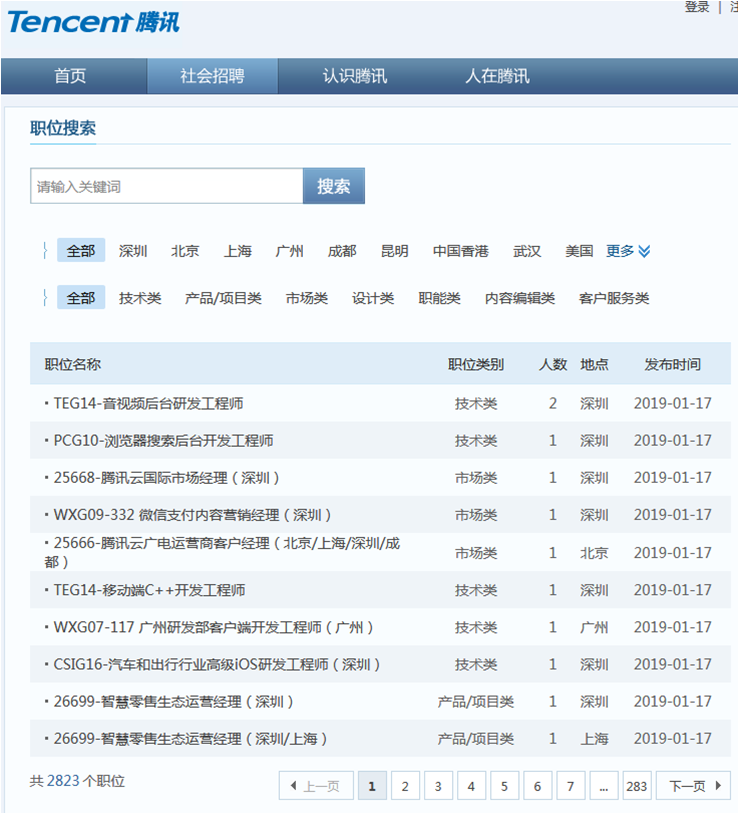 登录 | 注
Tencent 腾讯
首页 社会招聘 认识腾讯 人在腾讯
职位搜索
请输入关键词 搜索
全部 深圳 北京 上海 广州 成都 昆明 中国香港 武汉 美国 更多
全部 技术类 产品/项目类 市场类 设计类 职能类 内容编辑类 客户服务类
职位名称 职位类别 人数 地点 发布时间
TEG14-音视频后台研发工程师 技术类 2 深圳 2019-01-17
PCG10-浏览器搜索后台开发工程师 技术类 1 深圳 2019-01-17
25668-腾讯云国际市场经理（深圳） 市场类 1 深圳 2019-01-17
WXG09-332 微信支付内容营销经理（深圳） 市场类 1 深圳 2019-01-17
25666-腾讯云广电运营商客户经理（北京/上海/深圳/成
都） 市场类 1 北京 2019-01-17
TEG14-移动端C++开发工程师 技术类 1 深圳 2019-01-17
WXG07-117 广州研发部客户端开发工程师（广州） 技术类 1 广州 2019-01-17
CSIG16-汽车和出行行业高级iOS研发工程师（深圳） 技术类 1 深圳 2019-01-17
26699-智慧零售生态运营经理（深圳） 产品/项目类 1 深圳 2019-01-17
26699-智慧零售生态运营经理（深圳/上海） 产品/项目类 1 上海 2019-01-17
共 2823 个职位 上一页 1 2 3 4 5 6 7 ... 283 下一页